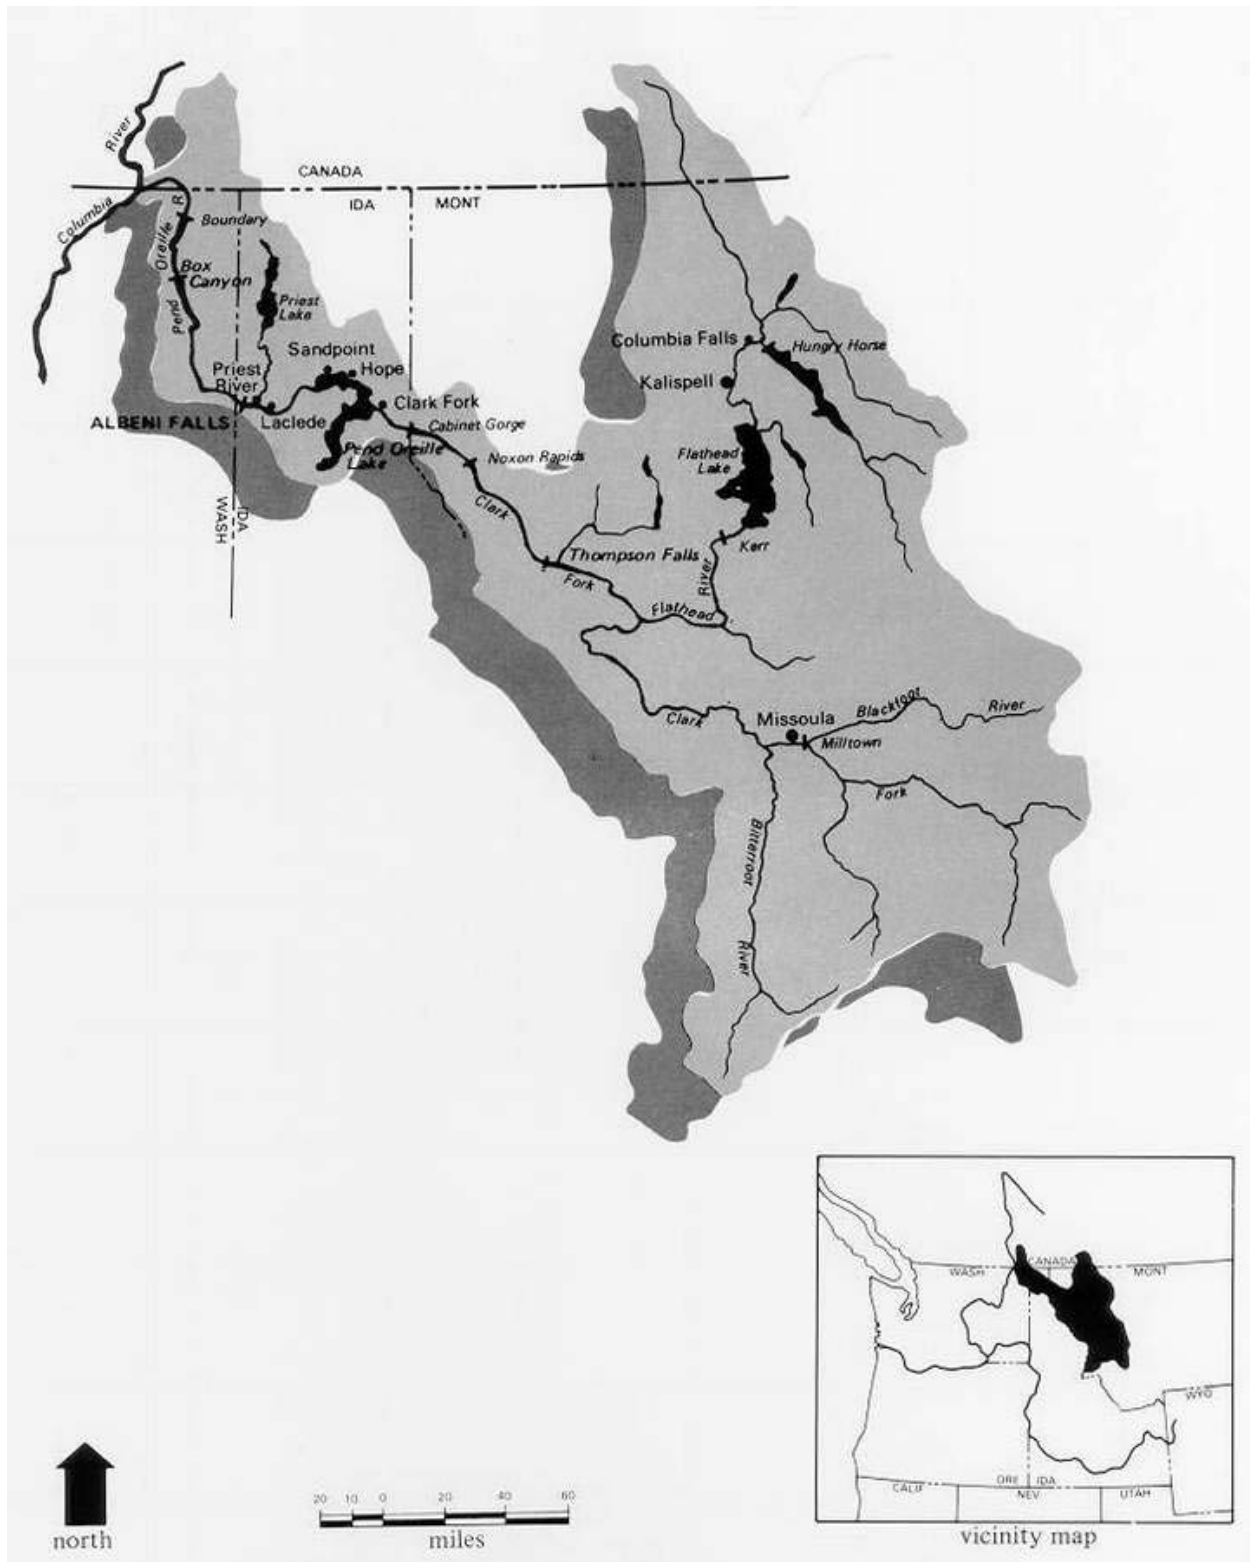 River
Columbia
CANADA
IDA
MONT
R
Oreille
Pend
Boundary
Box
Canyon
Priest
Lake
Sandpoint
Hope
Priest
River
Clark Fork
ALBENI FALLS
Laclede
Cabinet Gorge
Pend Oreille
Lake
Noxon Rapids
WASH
IDA
Clark
Fork
Thompson Falls
Columbia Falls
Hungry Horse
Kalispell
Flathead
Lake
Kerr
River
Flathead
Clark
Missoula
Blackfoot
River
Milltown
Fork
Bitterroot
River
CANADA
WASH
MONT
WYO
ORE
IDA
CALIF
NEV
UTAH
vicinity map
north
20 10 0 20 40 60
miles